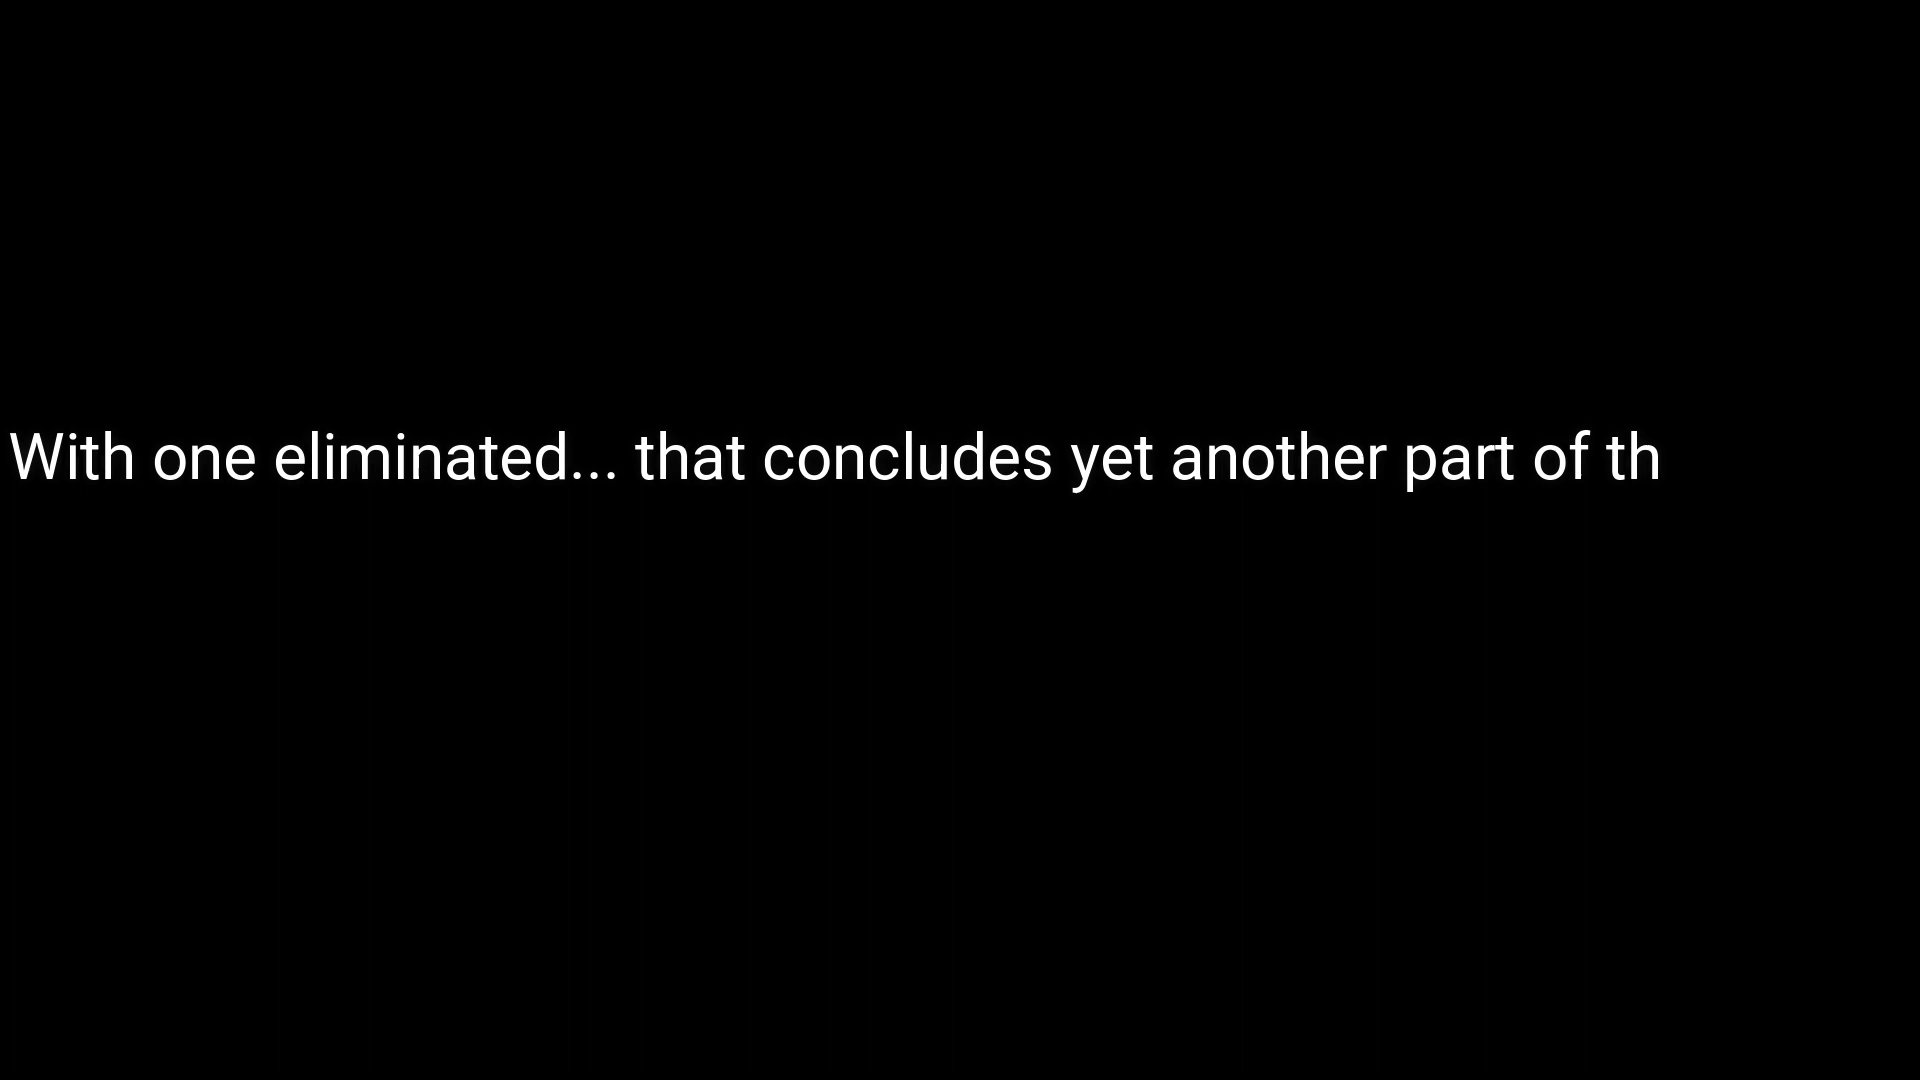 With one eliminated... that concludes yet another part of th